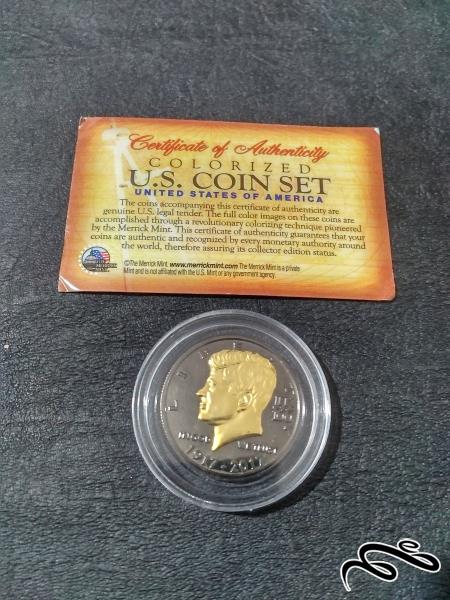 Certificate of Authenticity
COLORIZED
U.S. COIN SET
UNITED STATES OF AMERICA
The coins accompanying this certificate of authenticity are
genuine U.S. legal tender. The full color images on these coins are
accomplished through a revolutionary colorizing technique pioneered
by the Merrick Mint. This certificate of authenticity guarantees that your
coins are authentic and recognized by every monetary authority around
the world, therefore assuring its collector edition status.
©The Merrick Mint, www.merrickmint.com The Merrick Mint is a private
Mint and is not affiliated with the U.S. Mint or any government agency.
1917-2017